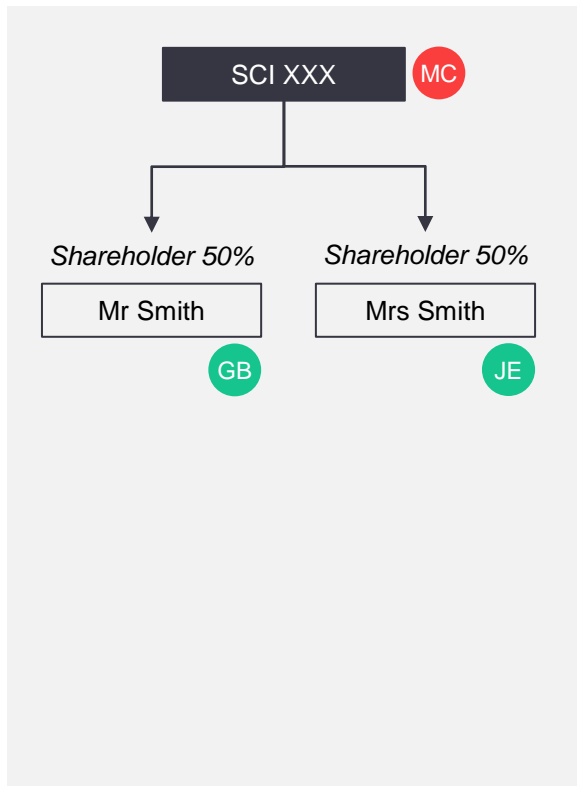 SCI XXX
MC
Shareholder 50%
Shareholder 50%
Mr Smith
Mrs Smith
GB
JE